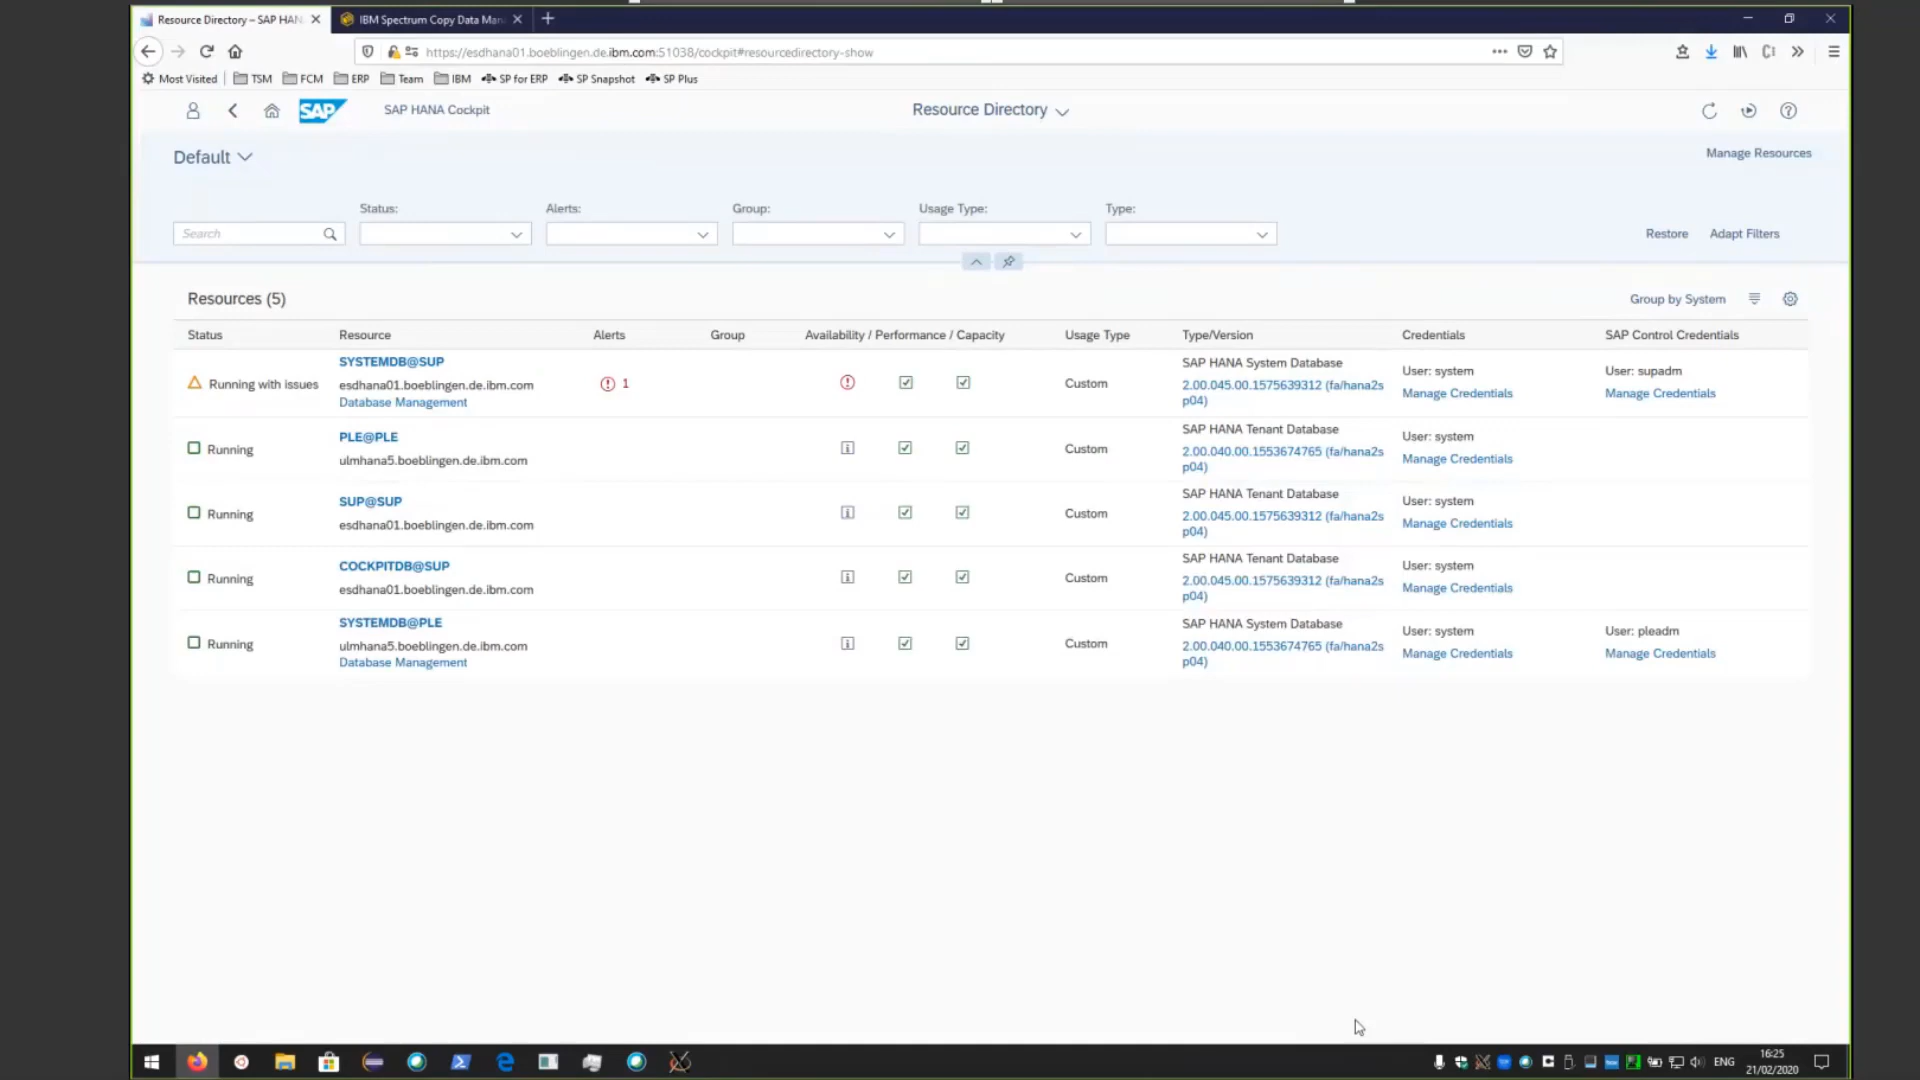 Resource Directory – SAP HAN
IBM Spectrum Copy Data Man
https://esdhana01.boeblingen.de.ibm.com:51038/cockpit#resourcedirectory-show
Most Visited TSM FCM ERP Team IBM SP for ERP SP Snapshot SP Plus
SAP SAP HANA Cockpit Resource Directory
Default Manage Resources
Status: Alerts: Group: Usage Type: Type:
Search Restore Adapt Filters
Resources (5) Group by System
Status Resource Alerts Group Availability / Performance / Capacity Usage Type Type/Version Credentials SAP Control Credentials
SYSTEMDB@SUP SAP HANA System Database
User: system User: supadm
Running with issues esdhana01.boeblingen.de.ibm.com 1 Custom 2.00.045.00.1575639312 (fa/hana2s
Manage Credentials Manage Credentials
Database Management p04)
PLE@PLE SAP HANA Tenant Database
User: system
Running Custom 2.00.040.00.1553674765 (fa/hana2s
ulmhana5.boeblingen.de.ibm.com Manage Credentials
p04)
SUP@SUP SAP HANA Tenant Database
User: system
Running Custom 2.00.045.00.1575639312 (fa/hana2s
esdhana01.boeblingen.de.ibm.com Manage Credentials
p04)
COCKPITDB@SUP SAP HANA Tenant Database
User: system
Running Custom 2.00.045.00.1575639312 (fa/hana2s
esdhana01.boeblingen.de.ibm.com Manage Credentials
p04)
SYSTEMDB@PLE SAP HANA System Database
User: system User: pleadm
Running ulmhana5.boeblingen.de.ibm.com Custom 2.00.040.00.1553674765 (fa/hana2s
Manage Credentials Manage Credentials
Database Management p04)
ENG
16:25
21/02/2020